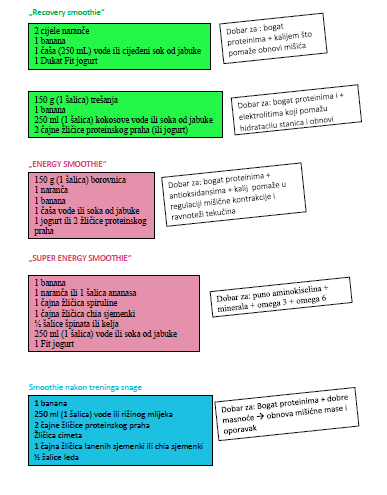 „Recovery smoothie“
2 cijele naranče
1 banana
1 čaša (250 mL) vode ili cijeđeni sok od jabuke
1 Dukat Fit jogurt
Dobar za : bogat
proteinima + kalijem što
pomaže obnovi mišića
150 g (1 šalica) trešanja
1 banana
250 ml (1 šalica) kokosove vode ili soka od jabuke
2 čajne žličice proteinskog praha (ili jogurt)
Dobar za: bogat proteinima i +
elektrolitima koji pomažu
hidrataciju stanica i obnovi
„ENERGY SMOOTHIE“
150 g (1 šalica) borovnica
1 naranča
1 banana
1 čaša vode ili soka od jabuke
1 jogurt ili 2 žličice proteinskog
praha
Dobar za: bogat proteinima +
antioksidansima + kalij pomaže u
regulaciji mišićne kontrakcije i
ravnoteži tekućina
„SUPER ENERGY SMOOTHIE“
1 banana
1 naranča ili 1 šalica ananasa
1 čajna žličica spiruline
1 čajna žličica chia sjemenki
½ šalice špinata ili kelja
250 ml (1 šalica) vode ili soka od jabuke
1 Fit jogurt
Dobar za: puno aminokiselina +
minerala + omega 3 + omega 6
Smoothie nakon treninga snage
1 banana
250 ml (1 šalica) vode ili rižinog mlijeka
2 čajne žličice proteinskog praha
Žličica cimeta
1 čajna žličica lanenih sjemenki ili chia sjemenki
½ šalice leda
Dobar za: Bogat proteinima + dobre
masnoće → obnova mišićne mase i
oporavak